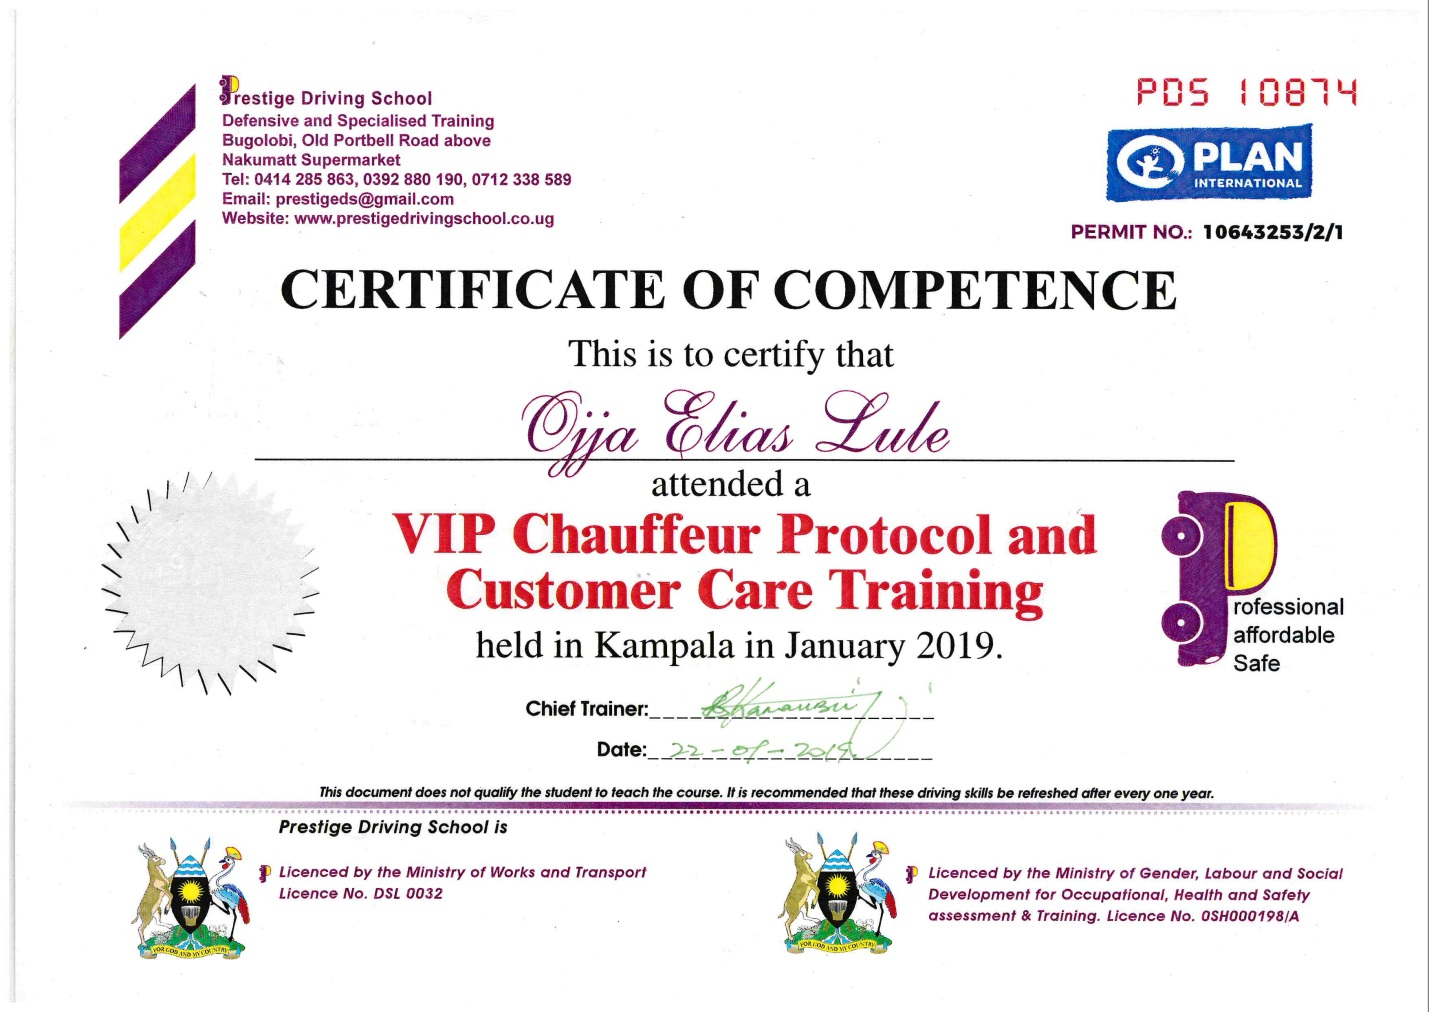 Prestige Driving School
Defensive and Specialised Training
Bugolobi, Old Portbell Road above
Nakumatt Supermarket
Tel: 0414 285 863, 0392 880 190, 0712 338 589
Email: prestigeds@gmail.com
Website: www.prestigedrivingschool.co.ug
PDS 10874
PLAN
INTERNATIONAL
PERMIT NO.: 10643253/2/1
CERTIFICATE OF COMPETENCE
This is to certify that
Ojja Elias Lule
attended a
VIP Chauffeur Protocol and
Customer Care Training
held in Kampala in January 2019.
Professional
affordable
Safe
Chief Trainer:
Date: 22-01-2019.
This document does not qualify the student to teach the course. It is recommended that these driving skills be refreshed after every one year.
Prestige Driving School is
Licenced by the Ministry of Works and Transport
Licence No. DSL 0032
FOR GOD AND MY COUNTRY
Licenced by the Ministry of Gender, Labour and Social
Development for Occupational, Health and Safety
assessment & Training. Licence No. OSH000198/A
FOR GOD AND MY COUNTRY